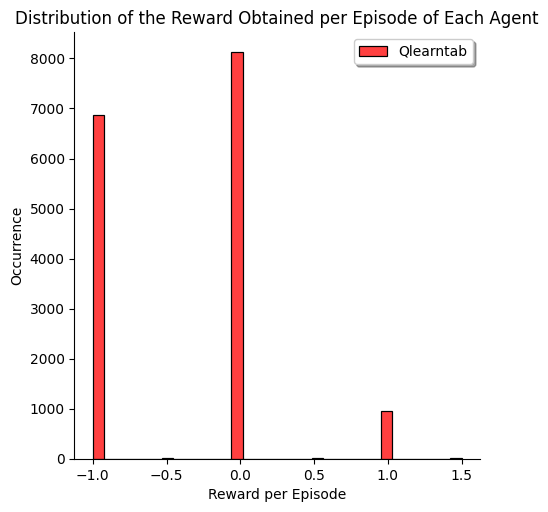 Distribution of the Reward Obtained per Episode of Each Agent
Qlearntab
8000
7000
6000
5000
4000
3000
2000
1000
0
Occurrence
−1.0 −0.5 0.0 0.5 1.0 1.5
Reward per Episode